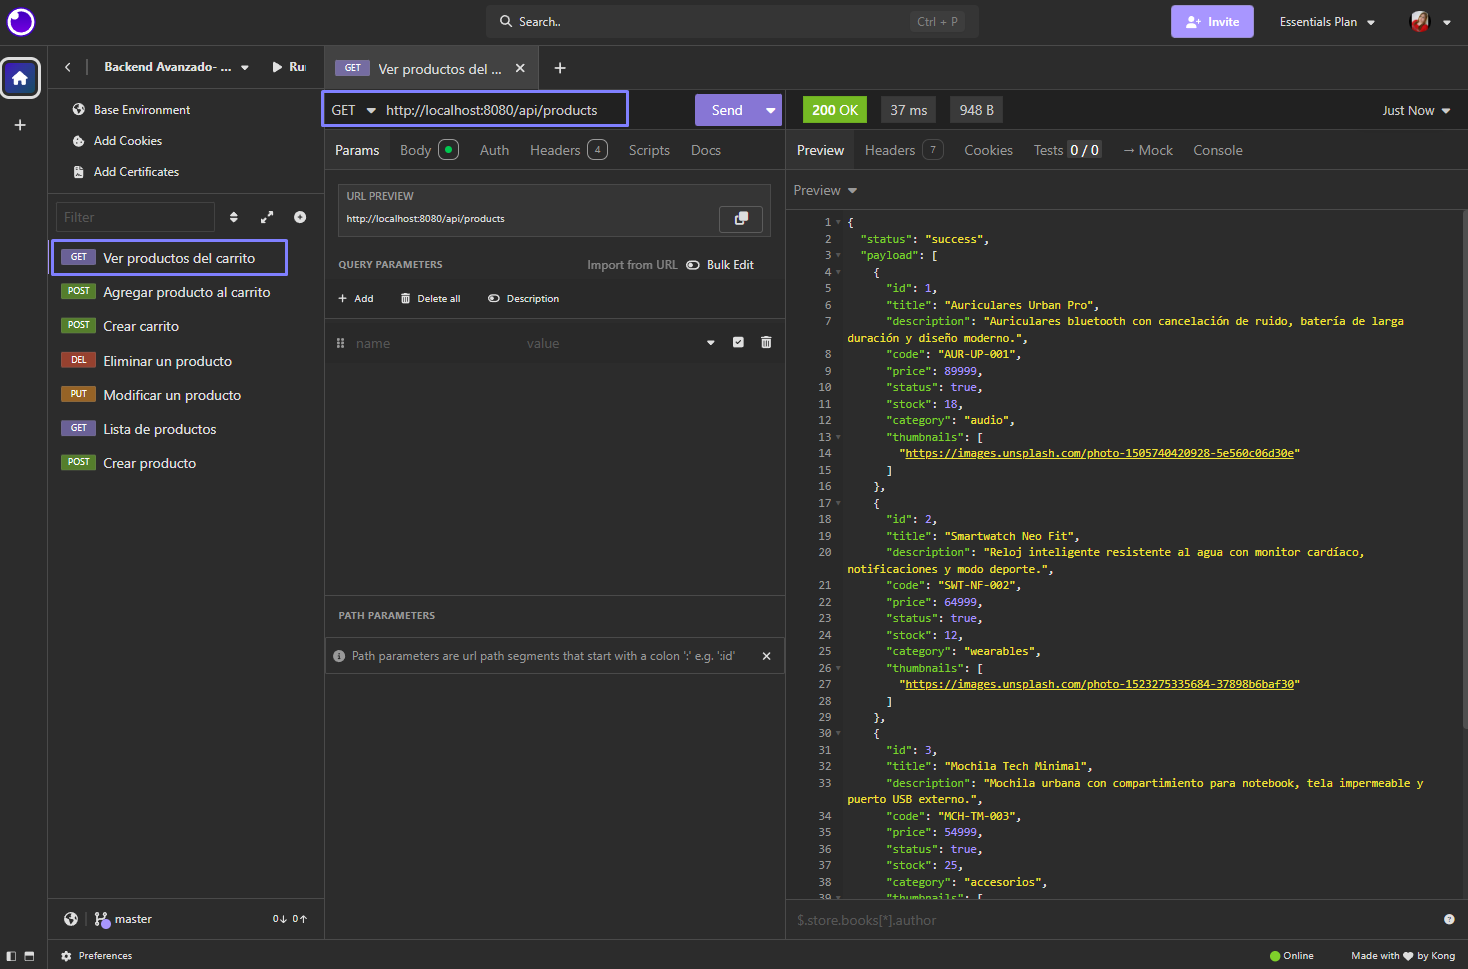 Search..
Ctrl + P
Invite
Essentials Plan
Backend Avanzado- ...
Ru
GET Ver productos del ...
Base Environment
Add Cookies
Add Certificates
Filter
GET Ver productos del carrito
POST Agregar producto al carrito
POST Crear carrito
DEL Eliminar un producto
PUT Modificar un producto
GET Lista de productos
POST Crear producto
master
0↓ 0↑
Preferences
GET http://localhost:8080/api/products
Send
Params Body Auth Headers 4 Scripts Docs
URL PREVIEW
http://localhost:8080/api/products
QUERY PARAMETERS
Import from URL Bulk Edit
Add Delete all Description
name value
PATH PARAMETERS
Path parameters are url path segments that start with a colon ':' e.g. ':id'
200 OK 37 ms 948 B
Just Now
Preview Headers 7 Cookies Tests 0 / 0 → Mock Console
Preview
1 {
2 "status": "success",
3 "payload": [
4 {
5 "id": 1,
6 "title": "Auriculares Urban Pro",
7 "description": "Auriculares bluetooth con cancelación de ruido, batería de larga
duración y diseño moderno.",
8 "code": "AUR-UP-001",
9 "price": 89999,
10 "status": true,
11 "stock": 18,
12 "category": "audio",
13 "thumbnails": [
14 "https://images.unsplash.com/photo-1505740420928-5e560c06d30e"
15 ]
16 },
17 {
18 "id": 2,
19 "title": "Smartwatch Neo Fit",
20 "description": "Reloj inteligente resistente al agua con monitor cardíaco,
notificaciones y modo deporte.",
21 "code": "SWT-NF-002",
22 "price": 64999,
23 "status": true,
24 "stock": 12,
25 "category": "wearables",
26 "thumbnails": [
27 "https://images.unsplash.com/photo-1523275335684-37898b6baf30"
28 ]
29 },
30 {
31 "id": 3,
32 "title": "Mochila Tech Minimal",
33 "description": "Mochila urbana con compartimiento para notebook, tela impermeable y
puerto USB externo.",
34 "code": "MCH-TM-003",
35 "price": 54999,
36 "status": true,
37 "stock": 25,
38 "category": "accesorios",
39 "thumbnails": [
$.store.books[*].author
Online
Made with ♥ by Kong